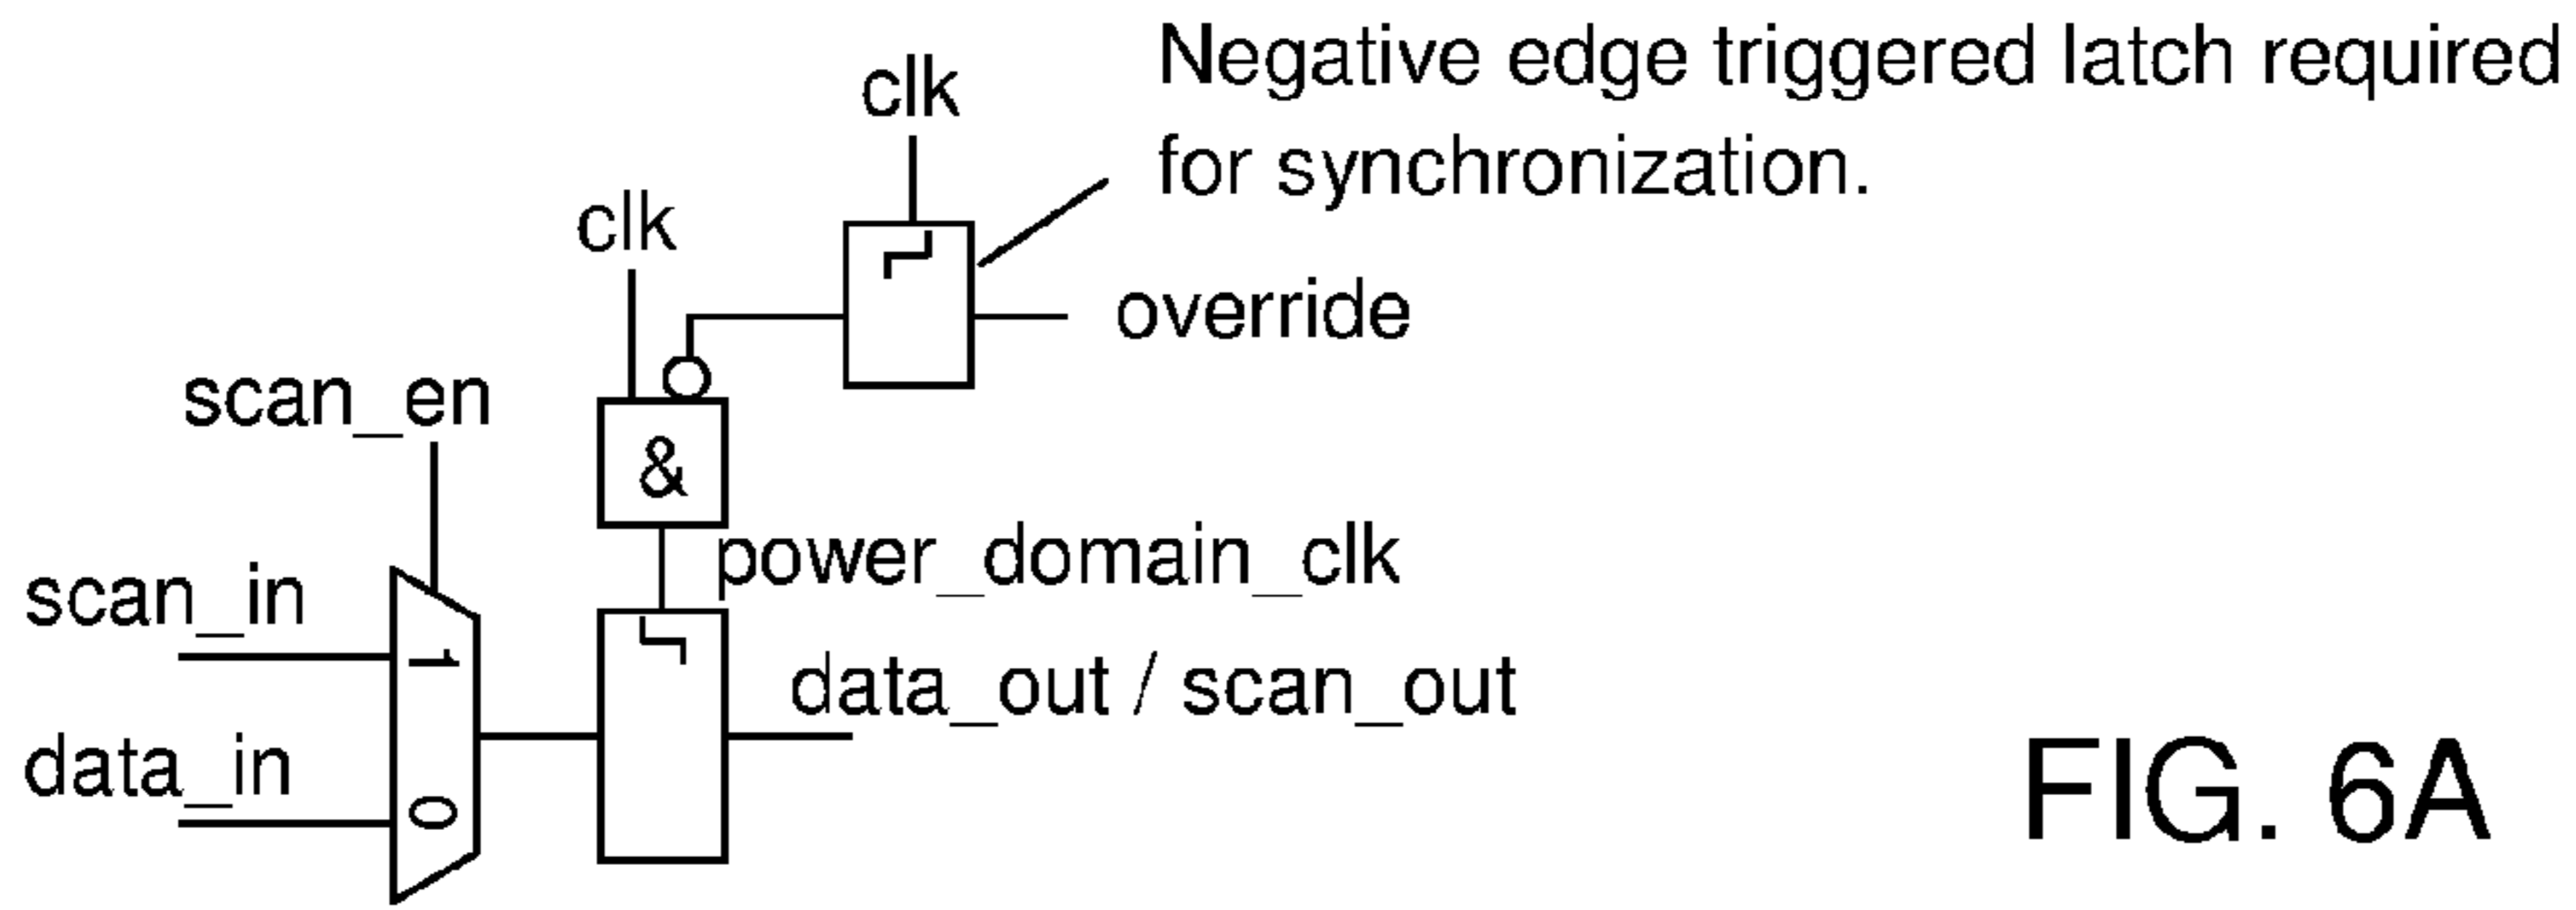 clk
Negative edge triggered latch required
for synchronization.
clk
override
scan_en
&
power_domain_clk
scan_in
1
data_out / scan_out
data_in
0
FIG. 6A